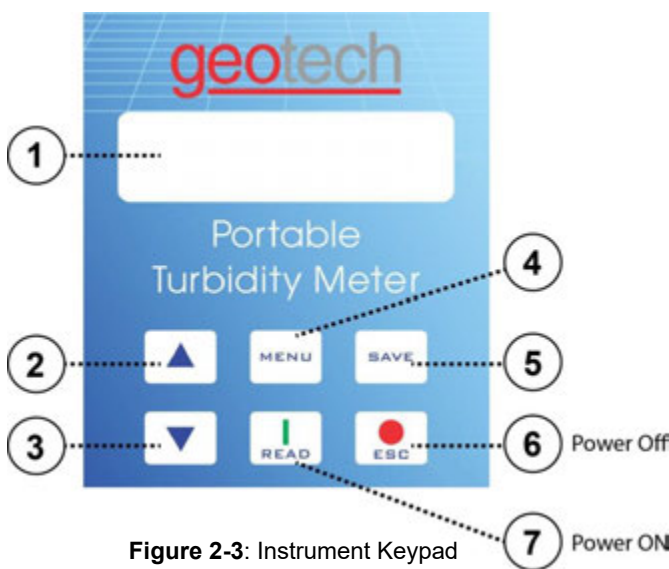 geotech
1
Portable
Turbidity Meter
4
2
MENU
SAVE
5
3
READ
ESC
6 Power Off
Figure 2-3: Instrument Keypad
7 Power ON